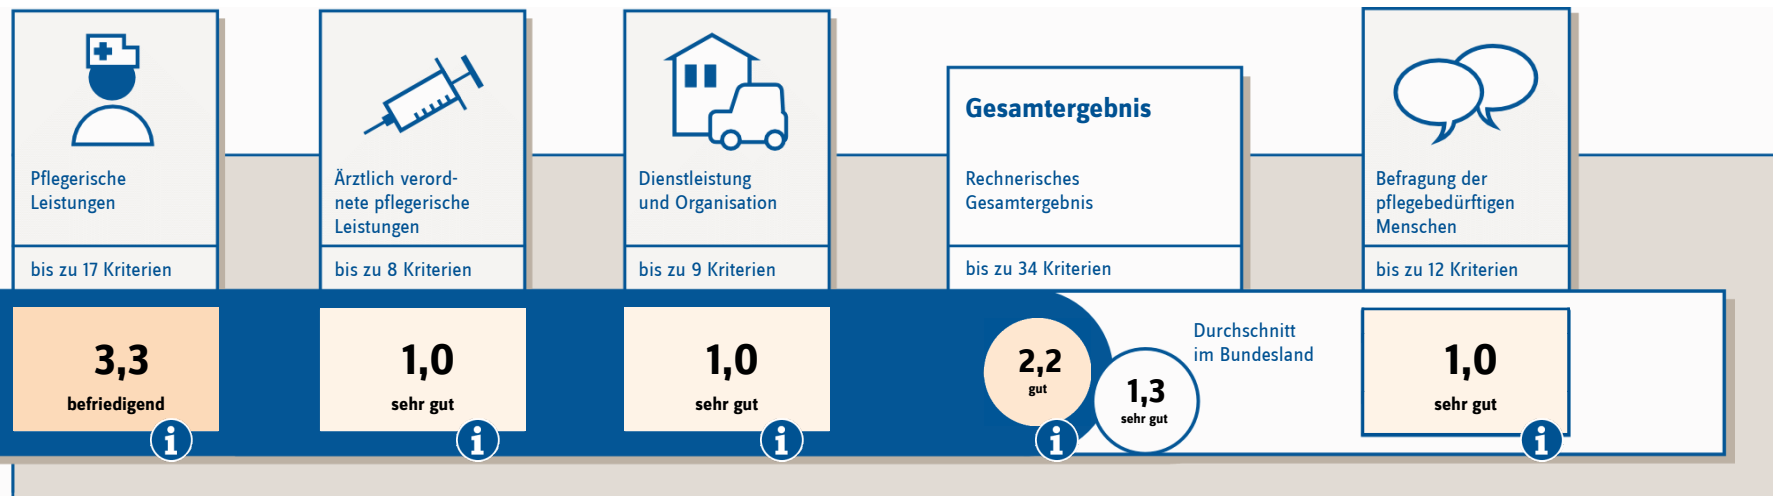 Pflegerische
Leistungen
bis zu 17 Kriterien
3,3
befriedigend
i
Ärztlich verord-
nete pflegerische
Leistungen
bis zu 8 Kriterien
1,0
sehr gut
i
Dienstleistung
und Organisation
bis zu 9 Kriterien
1,0
sehr gut
i
Gesamtergebnis
Rechnerisches
Gesamtergebnis
bis zu 34 Kriterien
2,2
gut
i
1,3
sehr gut
Durchschnitt
im Bundesland
Befragung der
pflegebedürftigen
Menschen
bis zu 12 Kriterien
1,0
sehr gut
i